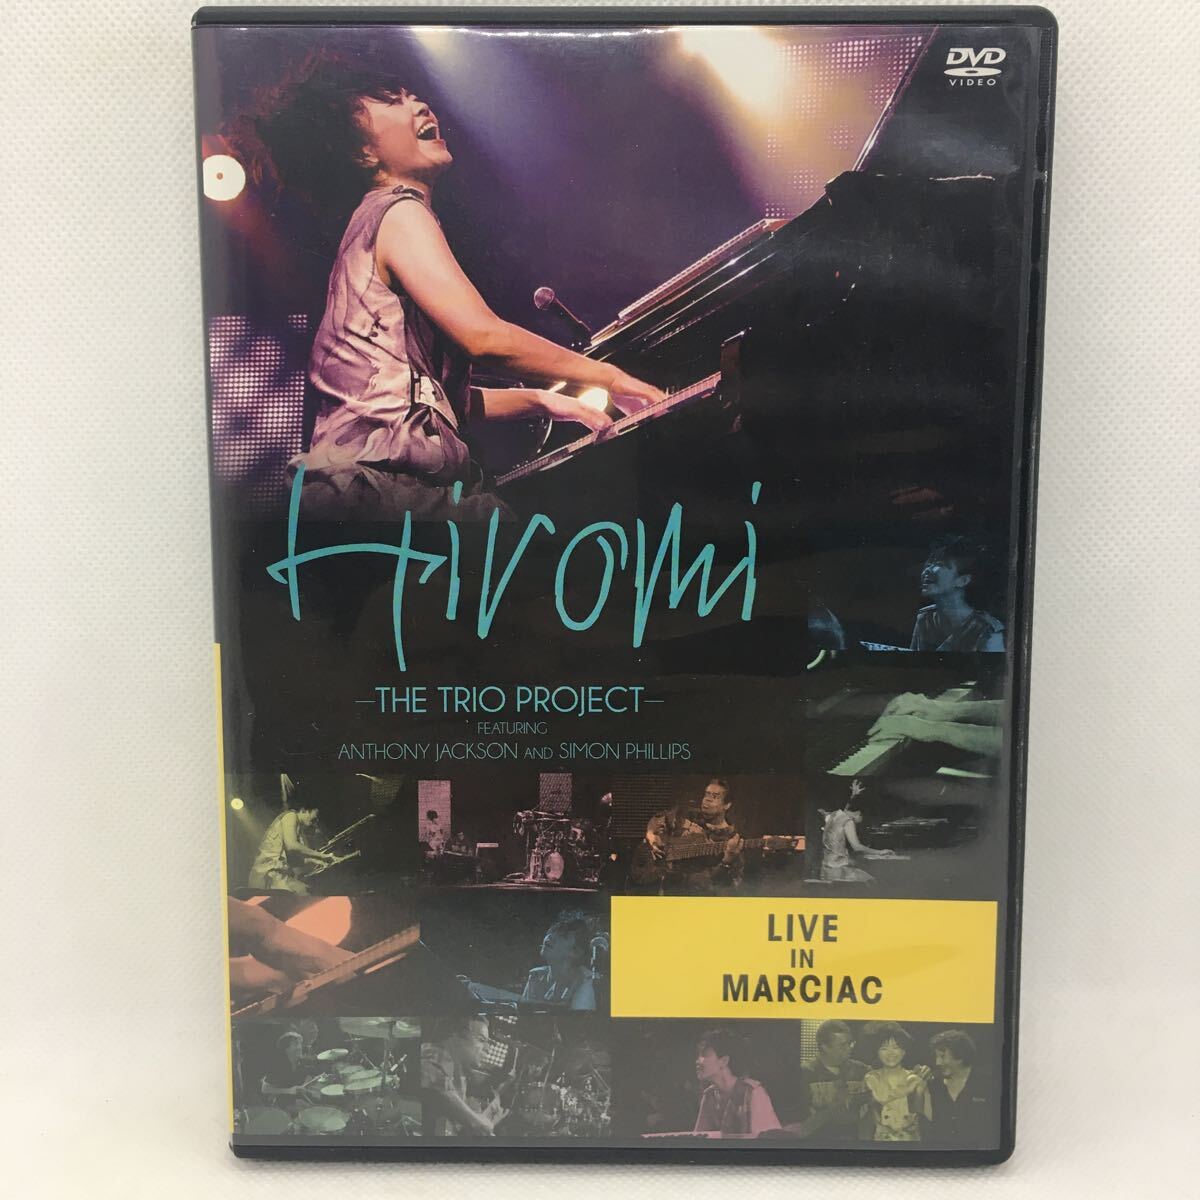 DVD
VIDEO
Hiromi
–THE TRIO PROJECT–
FEATURING
ANTHONY JACKSON AND SIMON PHILLIPS
LIVE
IN
MARCIAC